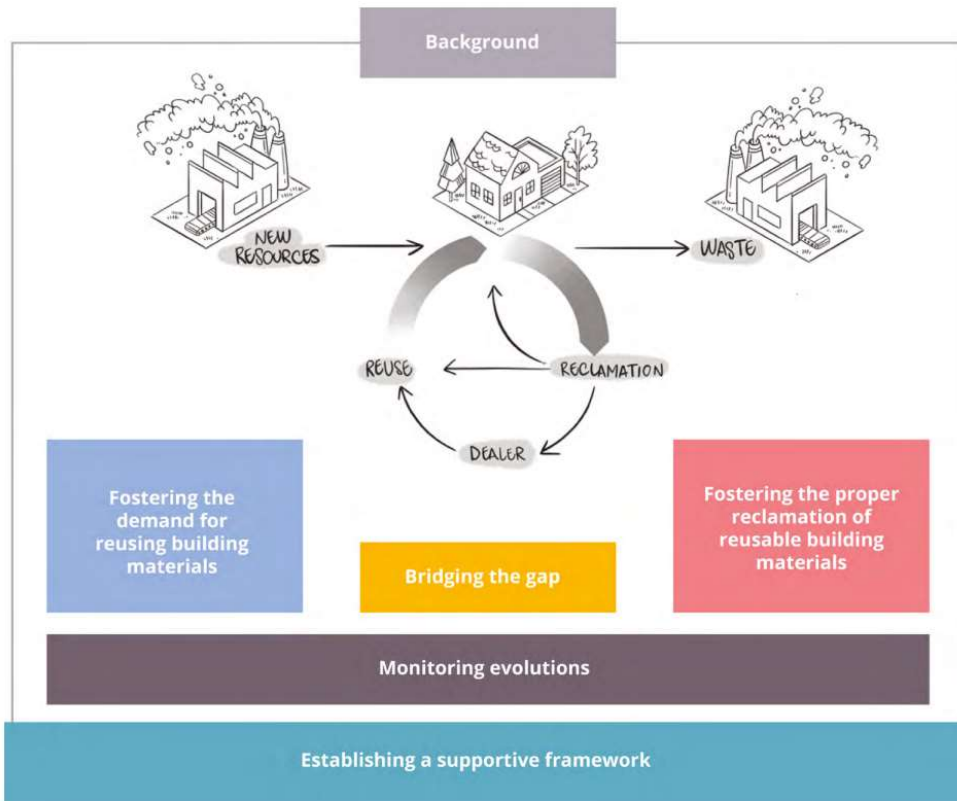 Background
NEW
RESOURCES
WASTE
REUSE
RECLAMATION
DEALER
Fostering the
demand for
reusing building
materials
Bridging the gap
Fostering the proper
reclamation of
reusable building
materials
Monitoring evolutions
Establishing a supportive framework